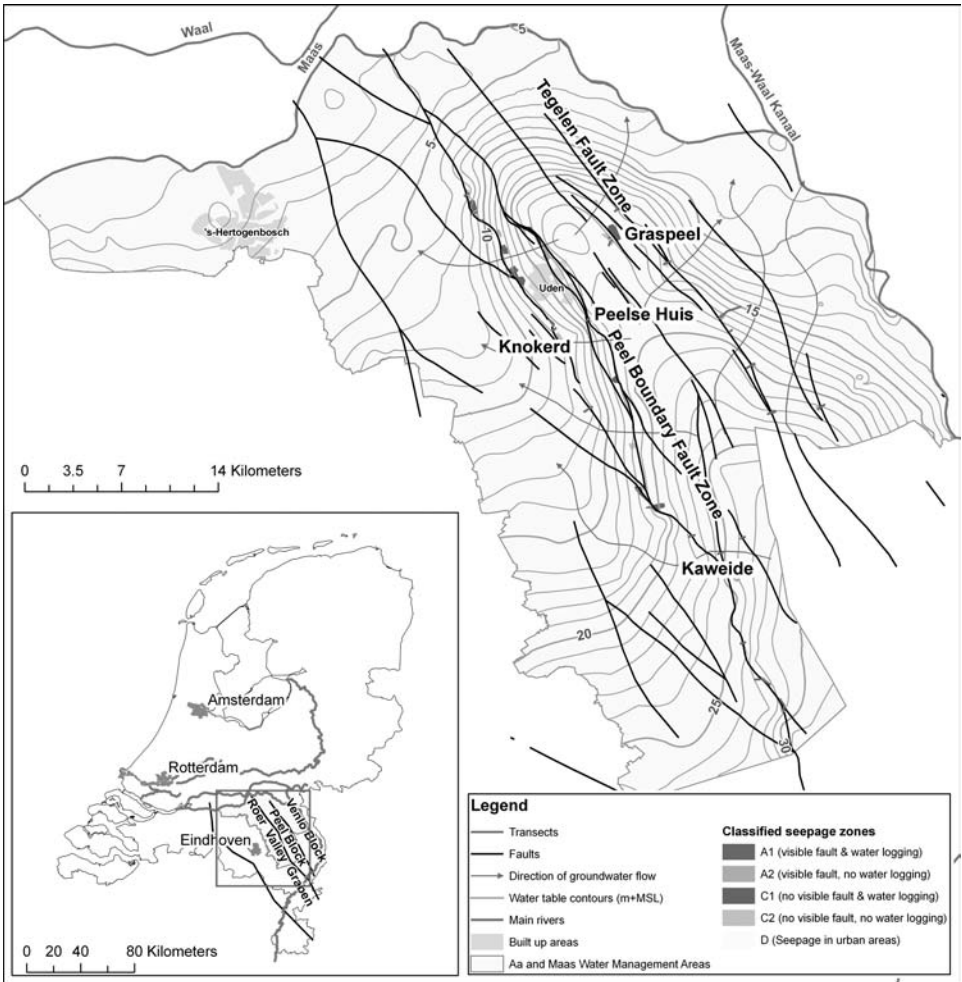 Waal
Maas
5
Maas-Waal Kanaal
Tegelen Fault Zone
5
's-Hertogenbosch
10
Graspeel
Uden
Peelse Huis
15
Knokerd
Peel Boundary Fault Zone
0 3.5 7 14 Kilometers
Kaweide
20
25
30
Amsterdam
Rotterdam
Eindhoven
Venlo Block
Peel Block
Roer Valley Graben
0 20 40 80 Kilometers
Legend
Transects
Faults
Direction of groundwater flow
Water table contours (m+MSL)
Main rivers
Built up areas
Aa and Maas Water Management Areas
Classified seepage zones
A1 (visible fault & water logging)
A2 (visible fault, no water logging)
C1 (no visible fault & water logging)
C2 (no visible fault, no water logging)
D (Seepage in urban areas)